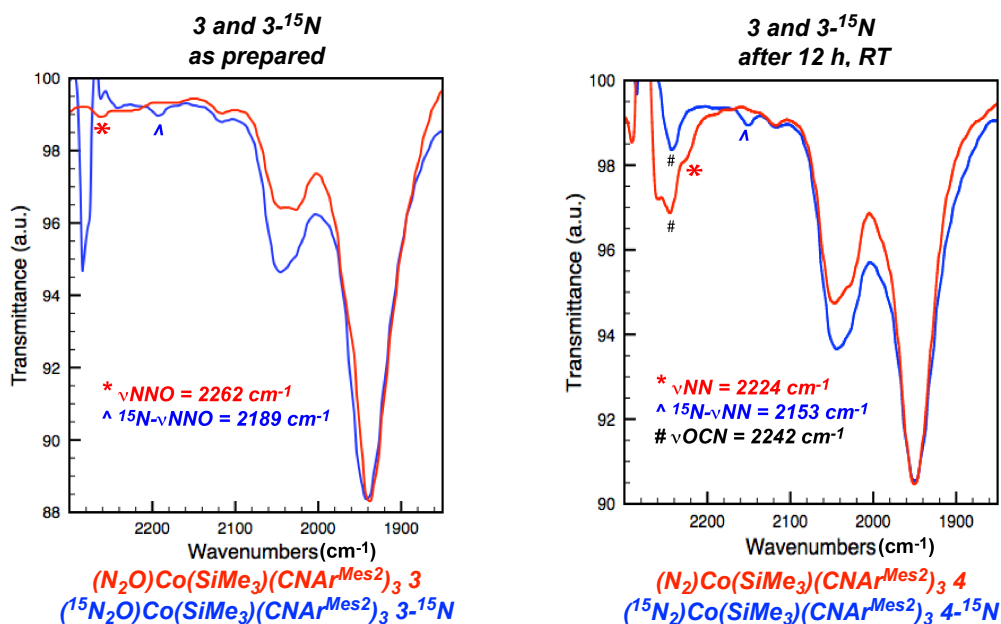 3 and 3-¹⁵N
as prepared
100
98
96
94
92
90
88
Transmittance (a.u.)
*
^
* νNNO = 2262 cm⁻¹
^ ¹⁵N-νNNO = 2189 cm⁻¹
2200 2100 2000 1900
Wavenumbers (cm⁻¹)
(N₂O)Co(SiMe₃)(CNArᴹᵉˢ²)₃ 3
(¹⁵N₂O)Co(SiMe₃)(CNArᴹᵉˢ²)₃ 3-¹⁵N
3 and 3-¹⁵N
after 12 h, RT
100
98
96
94
92
90
Transmittance (a.u.)
#
*
#
^
* νNN = 2224 cm⁻¹
^ ¹⁵N-νNN = 2153 cm⁻¹
# νOCN = 2242 cm⁻¹
2200 2100 2000 1900
Wavenumbers (cm⁻¹)
(N₂)Co(SiMe₃)(CNArᴹᵉˢ²)₃ 4
(¹⁵N₂)Co(SiMe₃)(CNArᴹᵉˢ²)₃ 4-¹⁵N